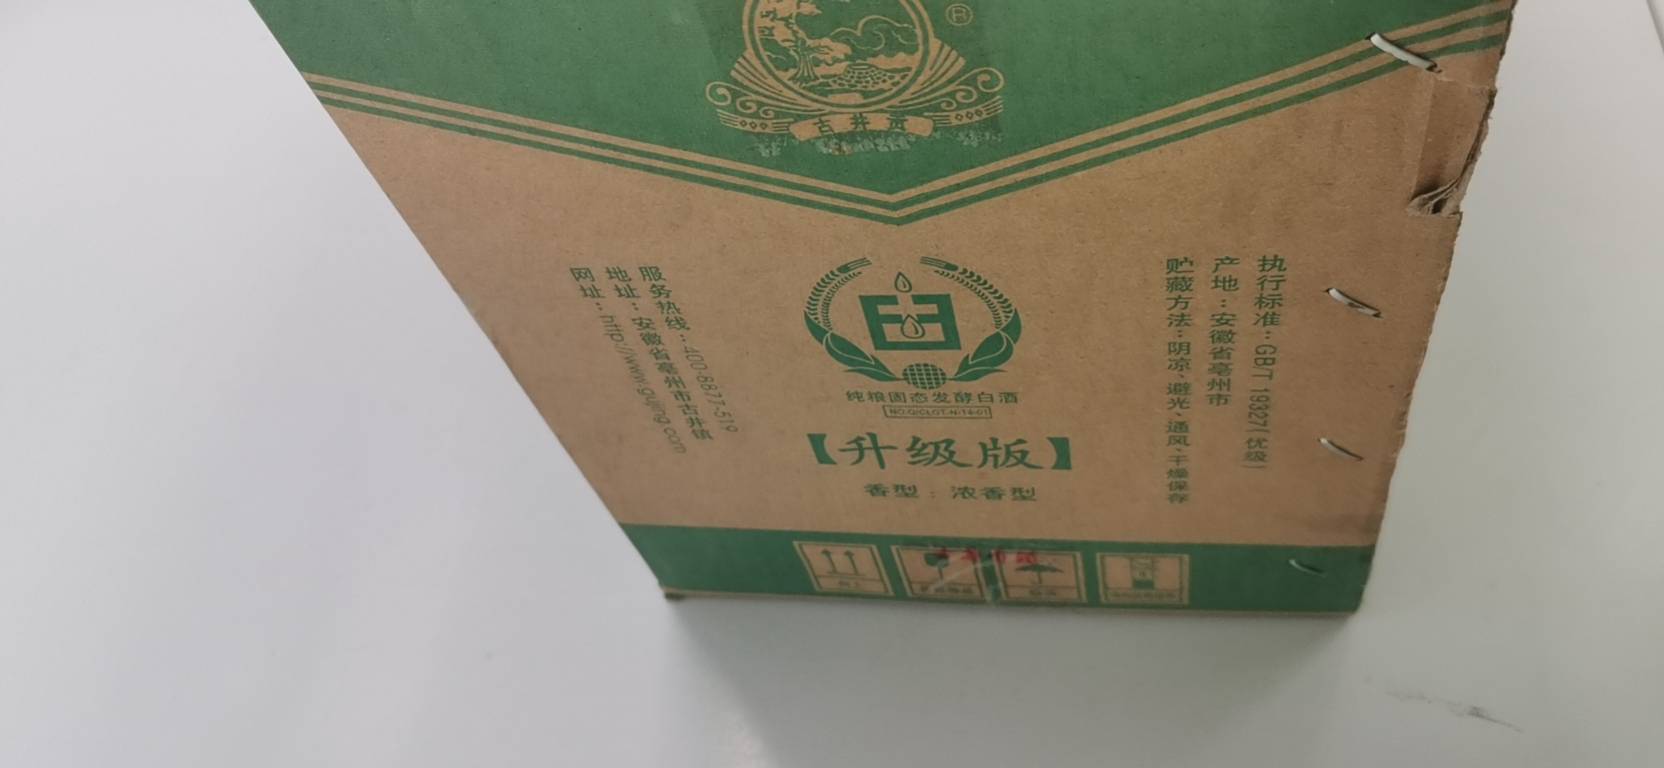 ®
古井贡
执行标准：GB/T 19327(优级)
产地：安徽省亳州市
贮藏方法：阴凉、避光、通风、干燥保存
纯粮固态发酵白酒
【升级版】
香型：浓香型
服务热线：400-8877-519
地址：安徽省亳州市古井镇
网址：http://www.gujing.com
向上